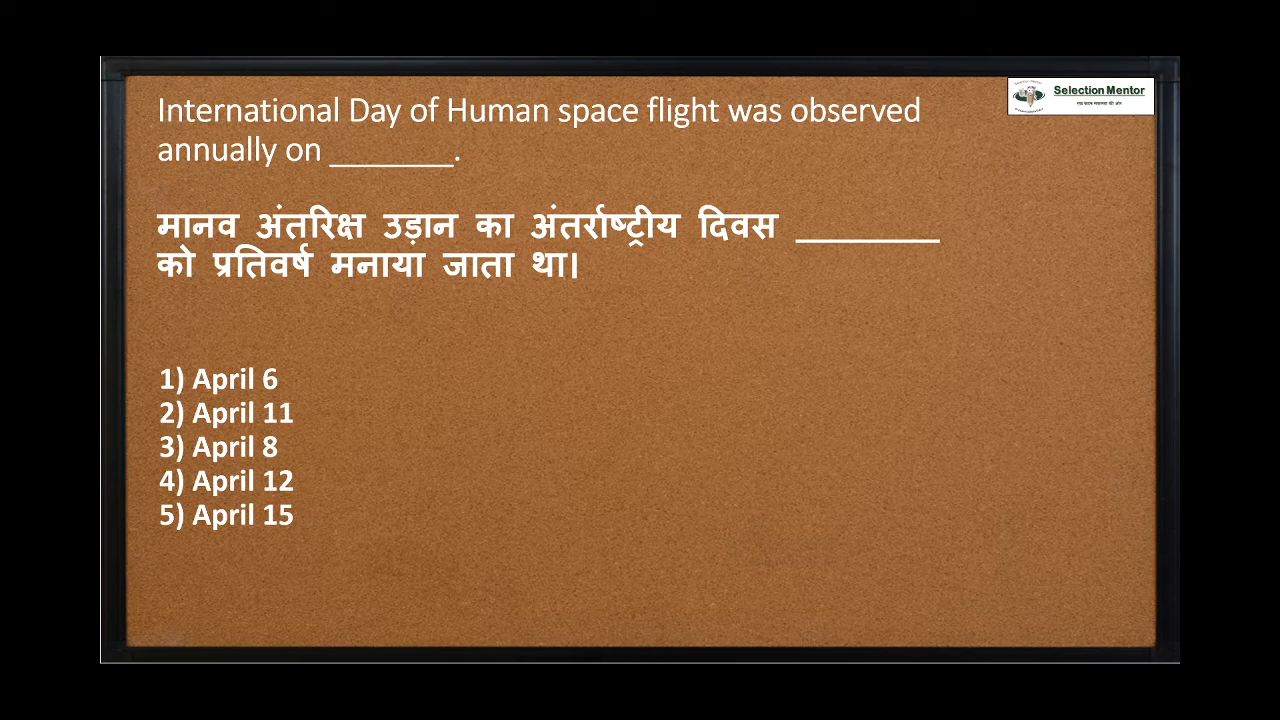 International Day of Human space flight was observed
annually on _______.
मानव अंतरिक्ष उड़ान का अंतर्राष्ट्रीय दिवस ________
को प्रतिवर्ष मनाया जाता था।
1) April 6
2) April 11
3) April 8
4) April 12
5) April 15
Selection Mentor